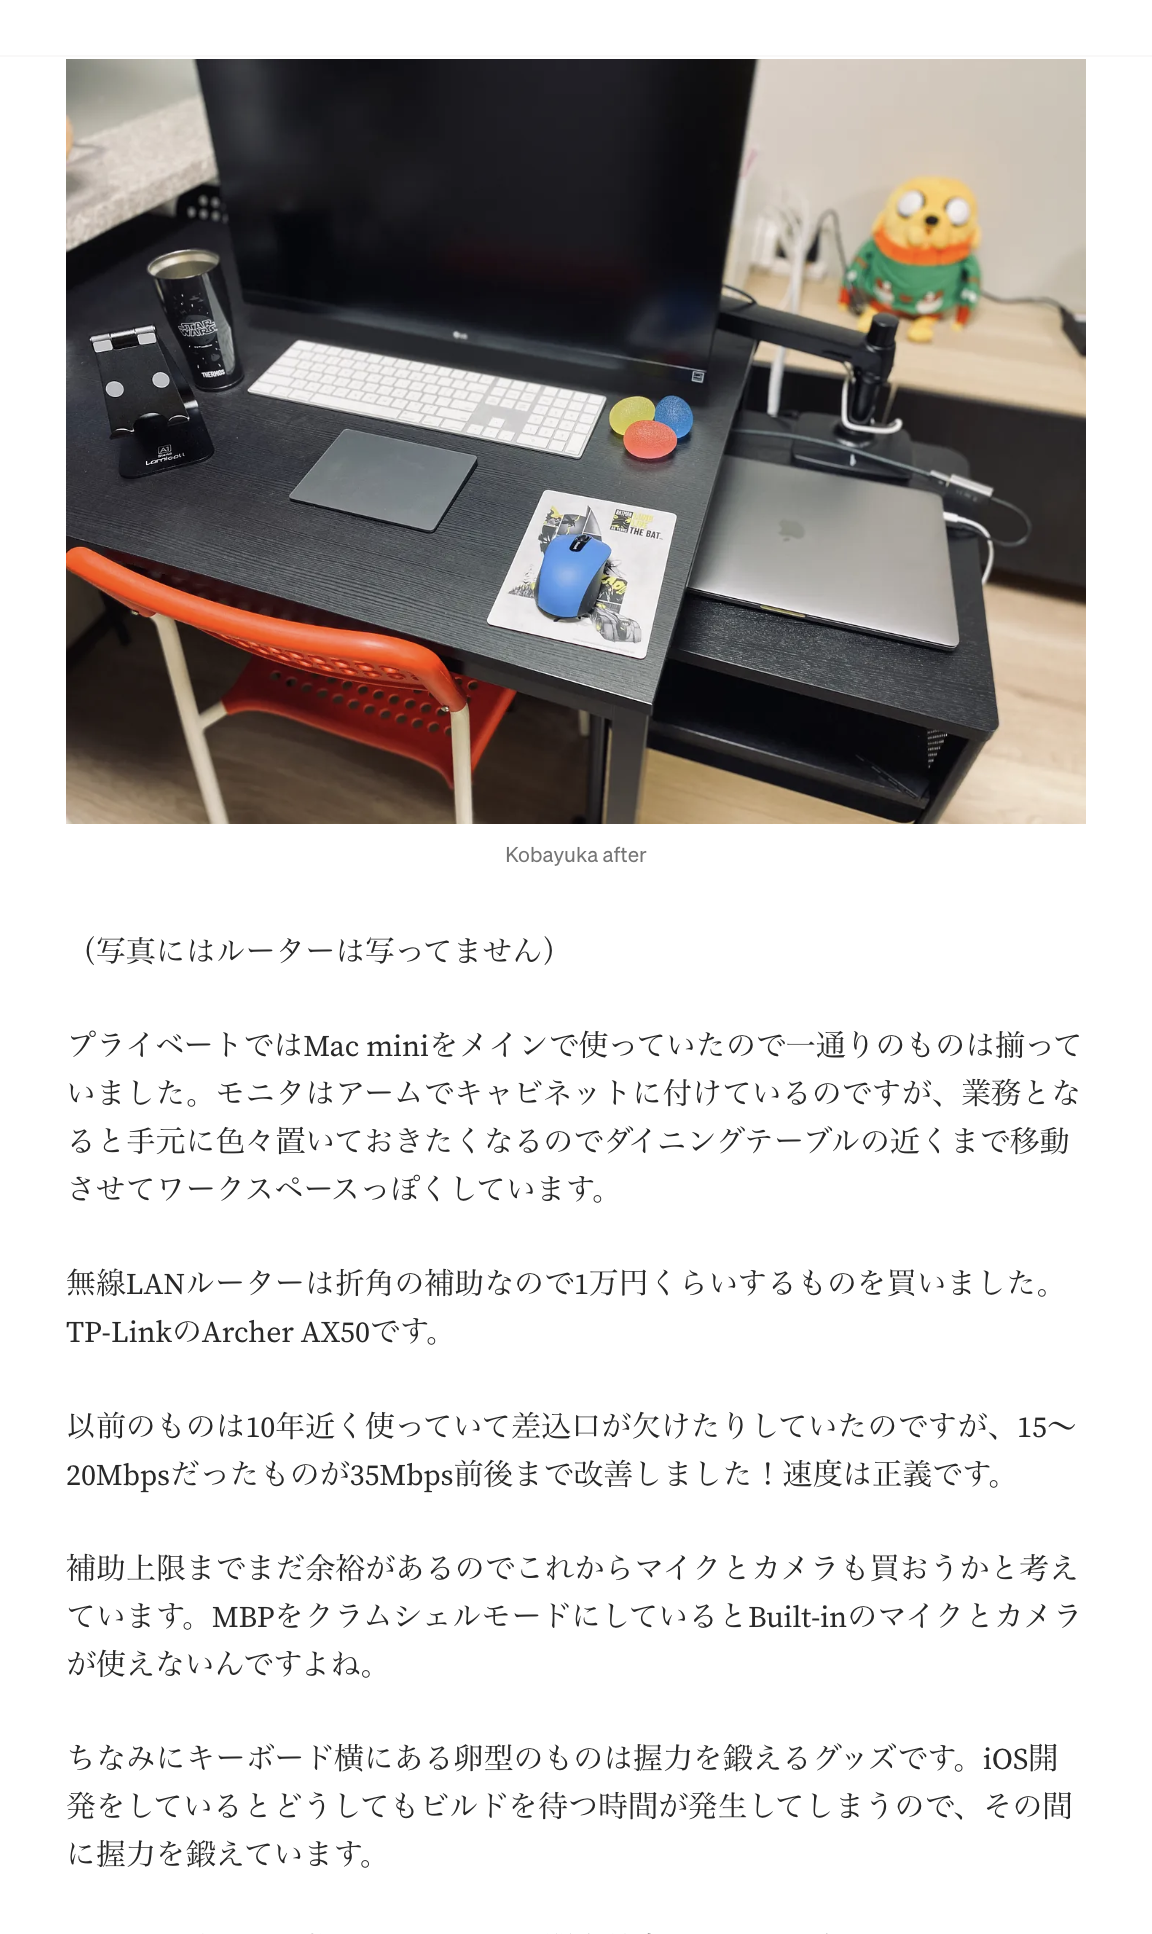 STAR
WARS
THERMOS
Lamicall
LG
THE BAT
Kobayuka after
（写真にはルーターは写ってません）
プライベートではMac miniをメインで使っていたので一通りのものは揃って
いました。モニタはアームでキャビネットに付けているのですが、業務とな
ると手元に色々置いておきたくなるのでダイニングテーブルの近くまで移動
させてワークスペースっぽくしています。
無線LANルーターは折角の補助なので1万円くらいするものを買いました。
TP-LinkのArcher AX50です。
以前のものは10年近く使っていて差込口が欠けたりしていたのですが、15〜
20Mbpsだったものが35Mbps前後まで改善しました！速度は正義です。
補助上限までまだ余裕があるのでこれからマイクとカメラも買おうかと考え
ています。MBPをクラムシェルモードにしているとBuilt-inのマイクとカメラ
が使えないんですよね。
ちなみにキーボード横にある卵型のものは握力を鍛えるグッズです。iOS開
発をしているとどうしてもビルドを待つ時間が発生してしまうので、その間
に握力を鍛えています。